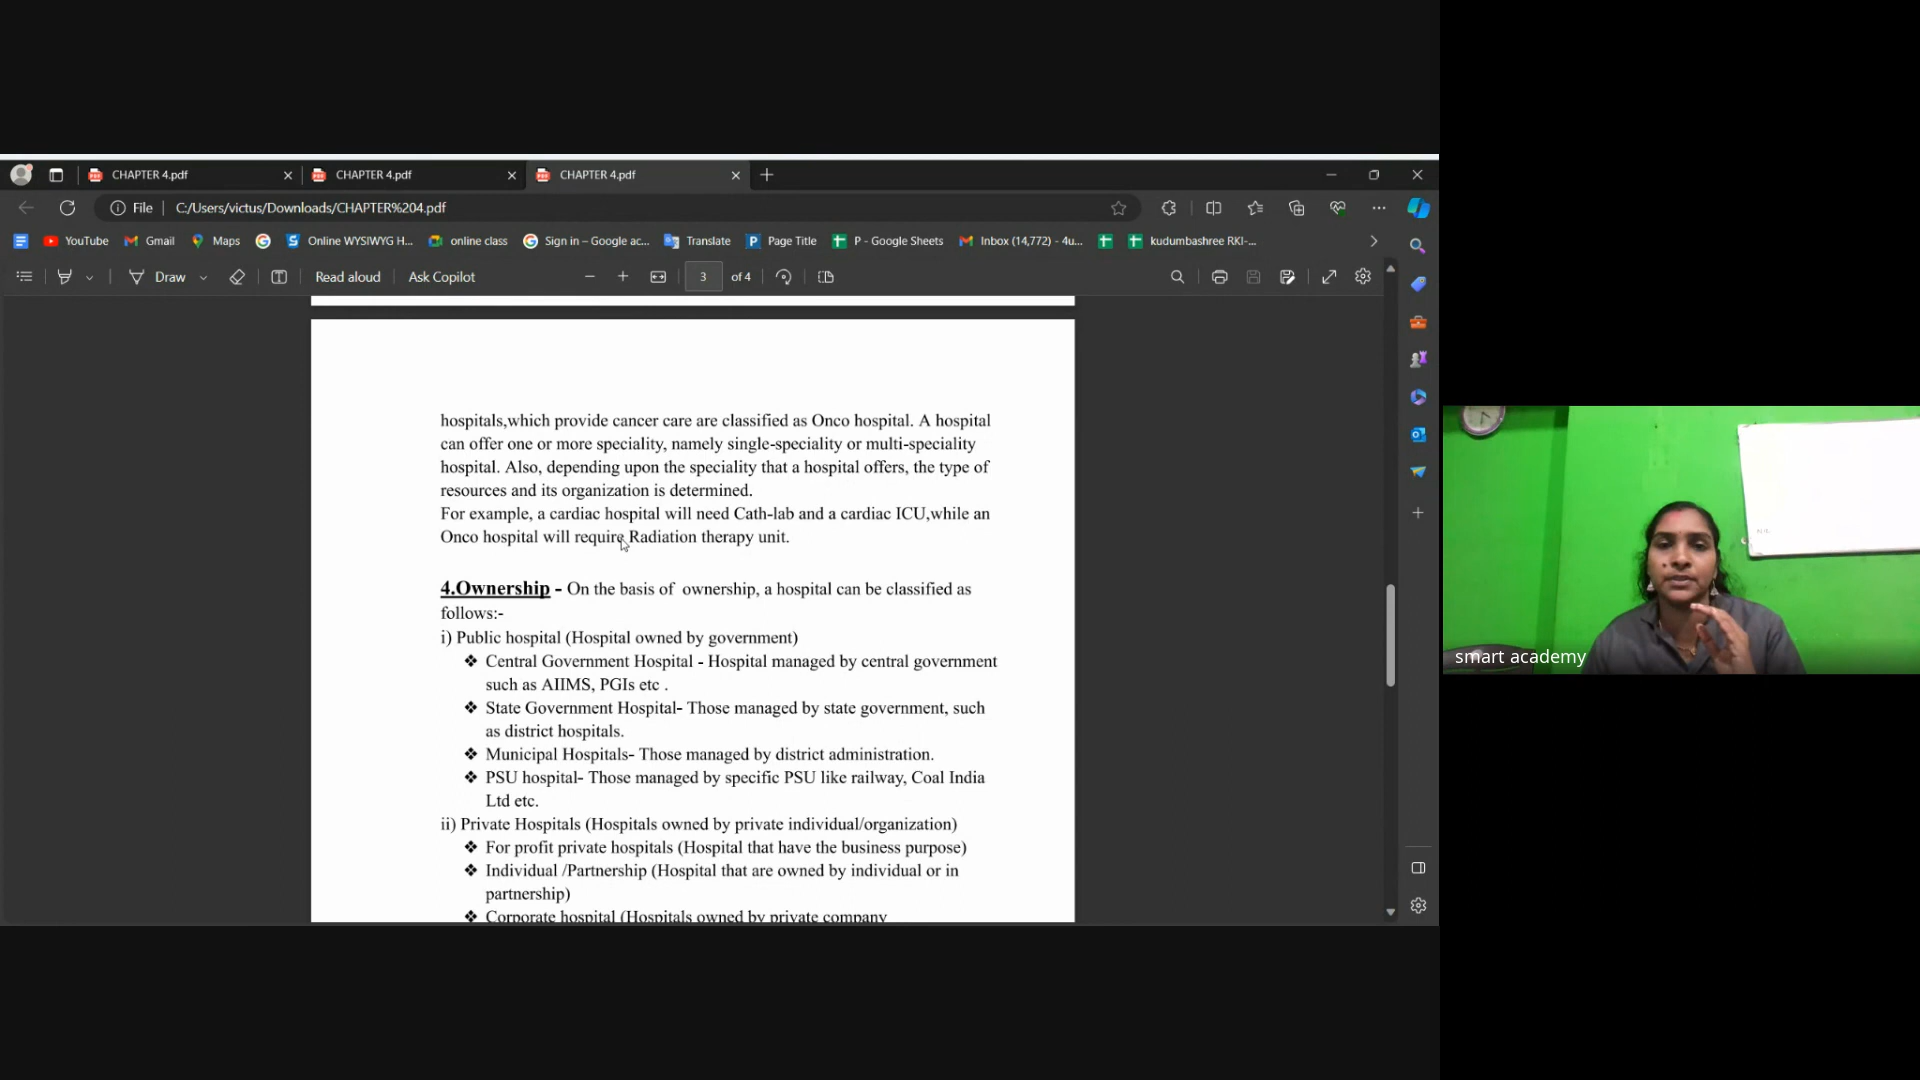 CHAPTER 4.pdf
CHAPTER 4.pdf
CHAPTER 4.pdf
File
C:/Users/victus/Downloads/CHAPTER%204.pdf
YouTube
Gmail
Maps
Online WYSIWYG H...
online class
Sign in – Google ac...
Translate
Page Title
P - Google Sheets
Inbox (14,772) - 4u...
kudumbashree RKI-...
Draw
Read aloud
Ask Copilot
3
of 4
hospitals,which provide cancer care are classified as Onco hospital. A hospital
can offer one or more speciality, namely single-speciality or multi-speciality
hospital. Also, depending upon the speciality that a hospital offers, the type of
resources and its organization is determined.
For example, a cardiac hospital will need Cath-lab and a cardiac ICU,while an
Onco hospital will require Radiation therapy unit.
4.Ownership - On the basis of  ownership, a hospital can be classified as
follows:-
i) Public hospital (Hospital owned by government)
❖ Central Government Hospital - Hospital managed by central government
such as AIIMS, PGIs etc .
❖ State Government Hospital- Those managed by state government, such
as district hospitals.
❖ Municipal Hospitals- Those managed by district administration.
❖ PSU hospital- Those managed by specific PSU like railway, Coal India
Ltd etc.
ii) Private Hospitals (Hospitals owned by private individual/organization)
❖ For profit private hospitals (Hospital that have the business purpose)
❖ Individual /Partnership (Hospital that are owned by individual or in
partnership)
❖ Corporate hospital (Hospitals owned by private company
smart academy